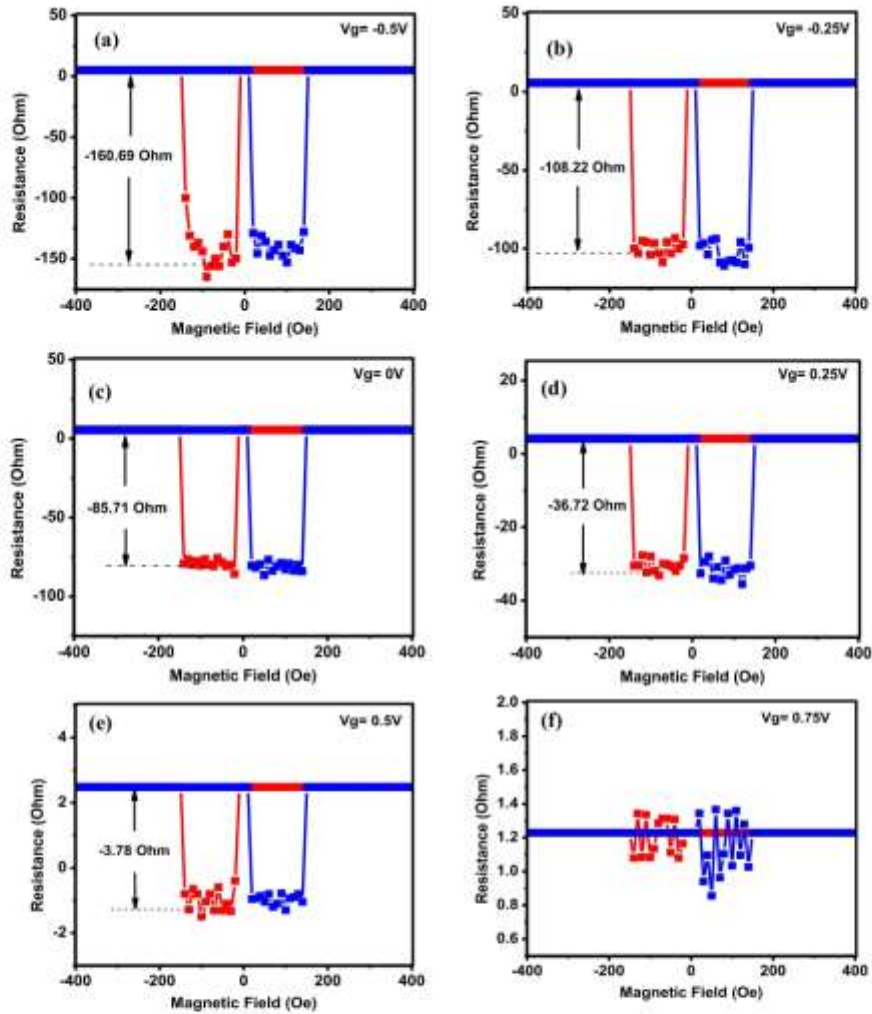 (a)
Vg= -0.5V
50
0
-50
-100
-150
-160.69 Ohm
Resistance (Ohm)
-400 -200 0 200 400
Magnetic Field (Oe)
(b)
Vg= -0.25V
50
0
-50
-100
-108.22 Ohm
Resistance (Ohm)
-400 -200 0 200 400
Magnetic Field (Oe)
(c)
Vg= 0V
50
0
-50
-100
-85.71 Ohm
Resistance (Ohm)
-400 -200 0 200 400
Magnetic Field (Oe)
(d)
Vg= 0.25V
20
0
-20
-40
-36.72 Ohm
Resistance (Ohm)
-400 -200 0 200 400
Magnetic Field (Oe)
(e)
Vg= 0.5V
4
2
0
-2
-3.78 Ohm
Resistance (Ohm)
-400 -200 0 200 400
Magnetic Field (Oe)
(f)
Vg= 0.75V
2.0
1.8
1.6
1.4
1.2
1.0
0.8
0.6
Resistance (Ohm)
-400 -200 0 200 400
Magnetic Field (Oe)